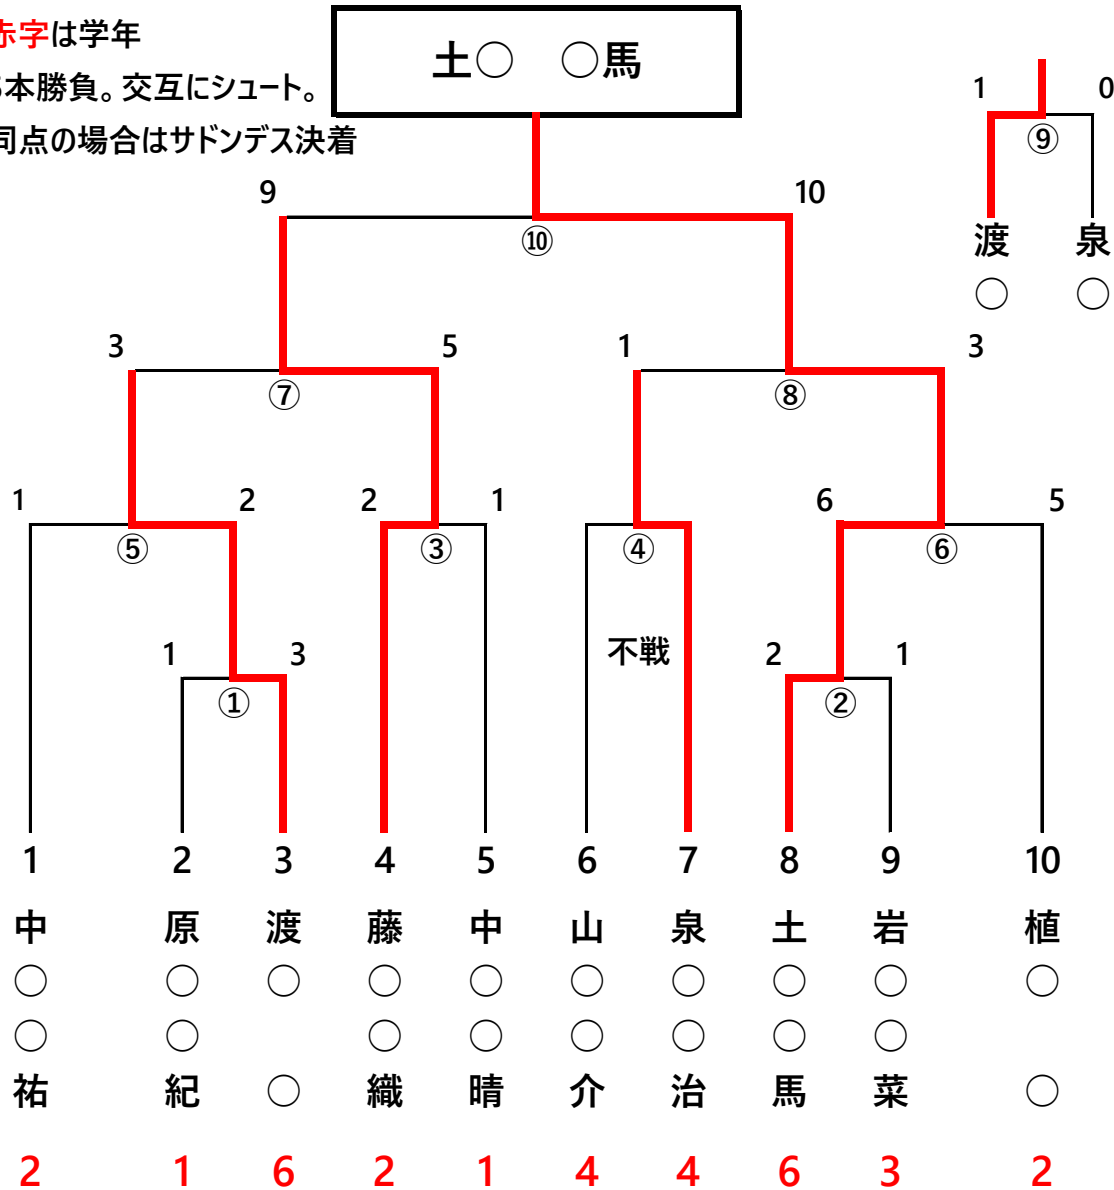 赤字は学年
土○ ○馬
5本勝負。交互にシュート。
同点の場合はサドンデス決着
1 0
⑨
渡 泉
○ ○
9 10
⑩
3 5 1 3
⑦ ⑧
1 2 2 1 6 5
⑤ ③ ④ ⑥
不戦
1 3 2 1
① ②
1 2 3 4 5 6 7 8 9 10
中 原 渡 藤 中 山 泉 土 岩 植
○ ○ ○ ○ ○ ○ ○ ○ ○ ○
○ ○ ○ ○ ○ ○ ○ ○
祐 紀 ○ 織 晴 介 治 馬 菜 ○
2 1 6 2 1 4 4 6 3 2